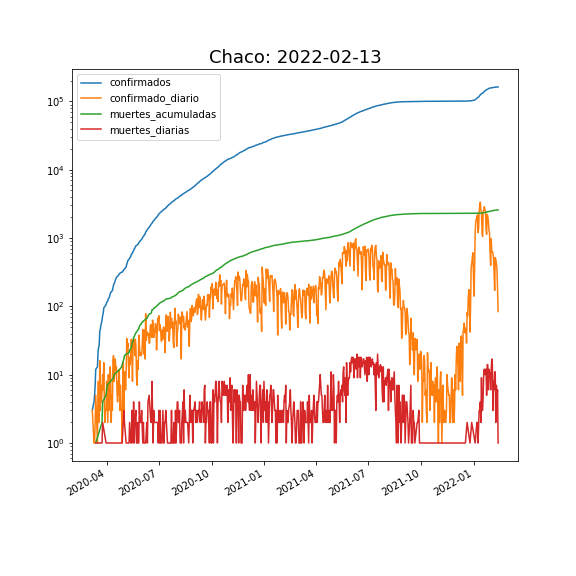 Chaco: 2022-02-13
confirmados
confirmado_diario
muertes_acumuladas
muertes_diarias
10⁵
10⁴
10³
10²
10¹
10⁰
2020-04 2020-07 2020-10 2021-01 2021-04 2021-07 2021-10 2022-01